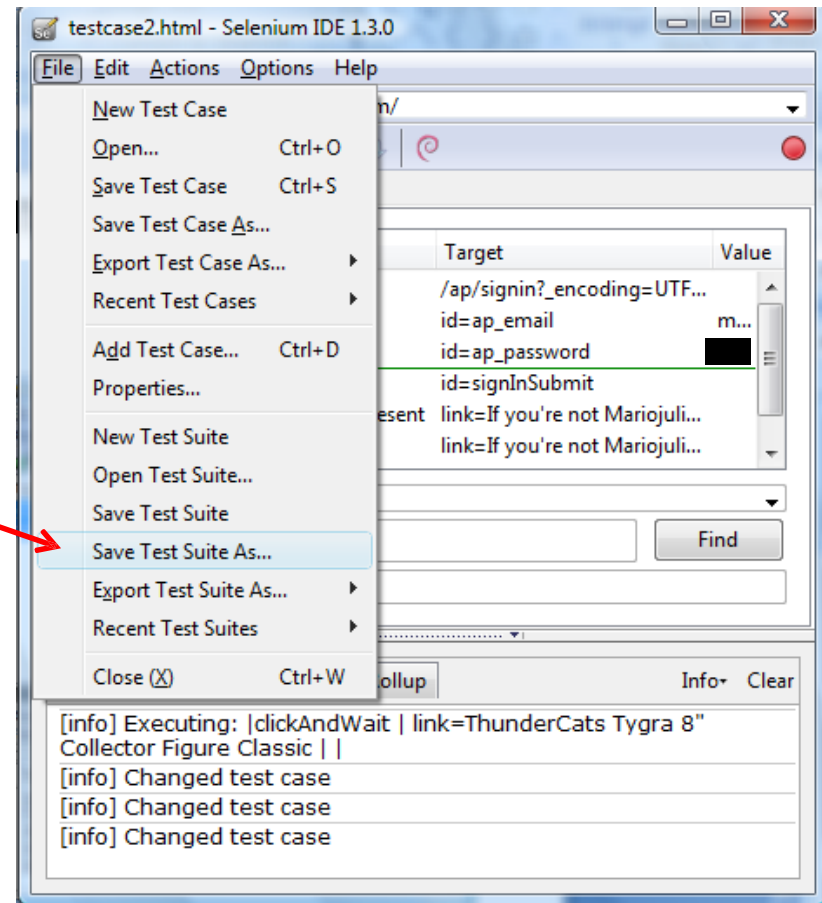 testcase2.html - Selenium IDE 1.3.0
File Edit Actions Options Help
New Test Case
Open... Ctrl+O
Save Test Case Ctrl+S
Save Test Case As...
Export Test Case As...
Recent Test Cases
Add Test Case... Ctrl+D
Properties...
New Test Suite
Open Test Suite...
Save Test Suite
Save Test Suite As...
Export Test Suite As...
Recent Test Suites
Close (X) Ctrl+W
m/
Target Value
/ap/signin?_encoding=UTF...
id=ap_email m...
id=ap_password
id=signInSubmit
esent link=If you're not Mariojuli...
link=If you're not Mariojuli...
Find
ollup Info Clear
[info] Executing: |clickAndWait | link=ThunderCats Tygra 8"
Collector Figure Classic | |
[info] Changed test case
[info] Changed test case
[info] Changed test case